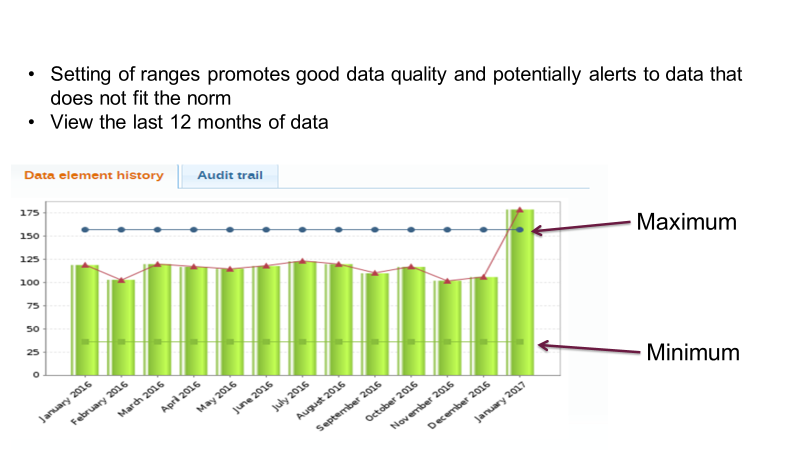 • Setting of ranges promotes good data quality and potentially alerts to data that
does not fit the norm
• View the last 12 months of data
Data element history
Audit trail
175
150
125
100
75
50
25
0
Maximum
Minimum
January 2016
February 2016
March 2016
April 2016
May 2016
June 2016
July 2016
August 2016
September 2016
October 2016
November 2016
December 2016
January 2017